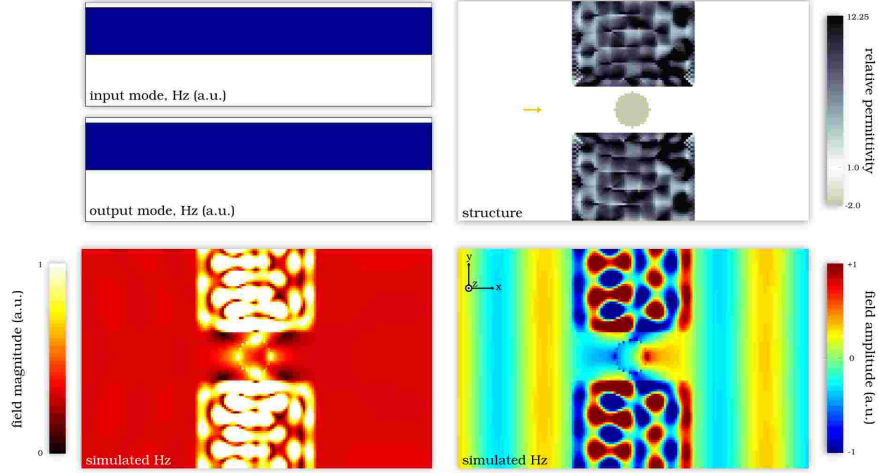 input mode, Hz (a.u.)
output mode, Hz (a.u.)
structure
12.25
1.0
-2.0
relative permittivity
field magnitude (a.u.)
1
0
simulated Hz
y
z
x
simulated Hz
+1
0
-1
field amplitude (a.u.)